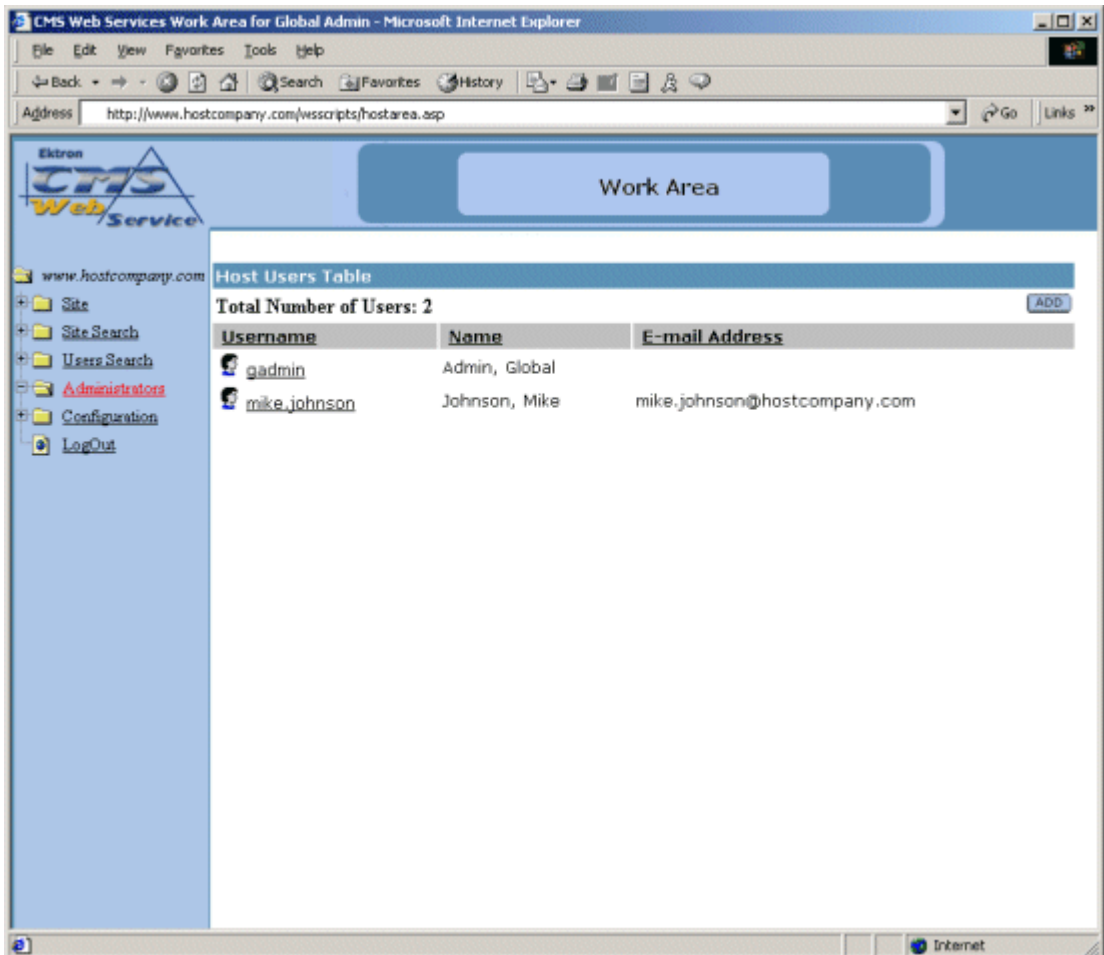 CMS Web Services Work Area for Global Admin - Microsoft Internet Explorer
File Edit View Favorites Tools Help
Back Search Favorites History
Address http://www.hostcompany.com/wsscripts/hostarea.asp Go Links »
Ektron
CMS
Web
Service
Work Area
www.hostcompany.com
Site
Site Search
Users Search
Administrators
Configuration
LogOut
Host Users Table
Total Number of Users: 2 ADD
Username Name E-mail Address
gadmin Admin, Global
mike.johnson Johnson, Mike mike.johnson@hostcompany.com
Internet